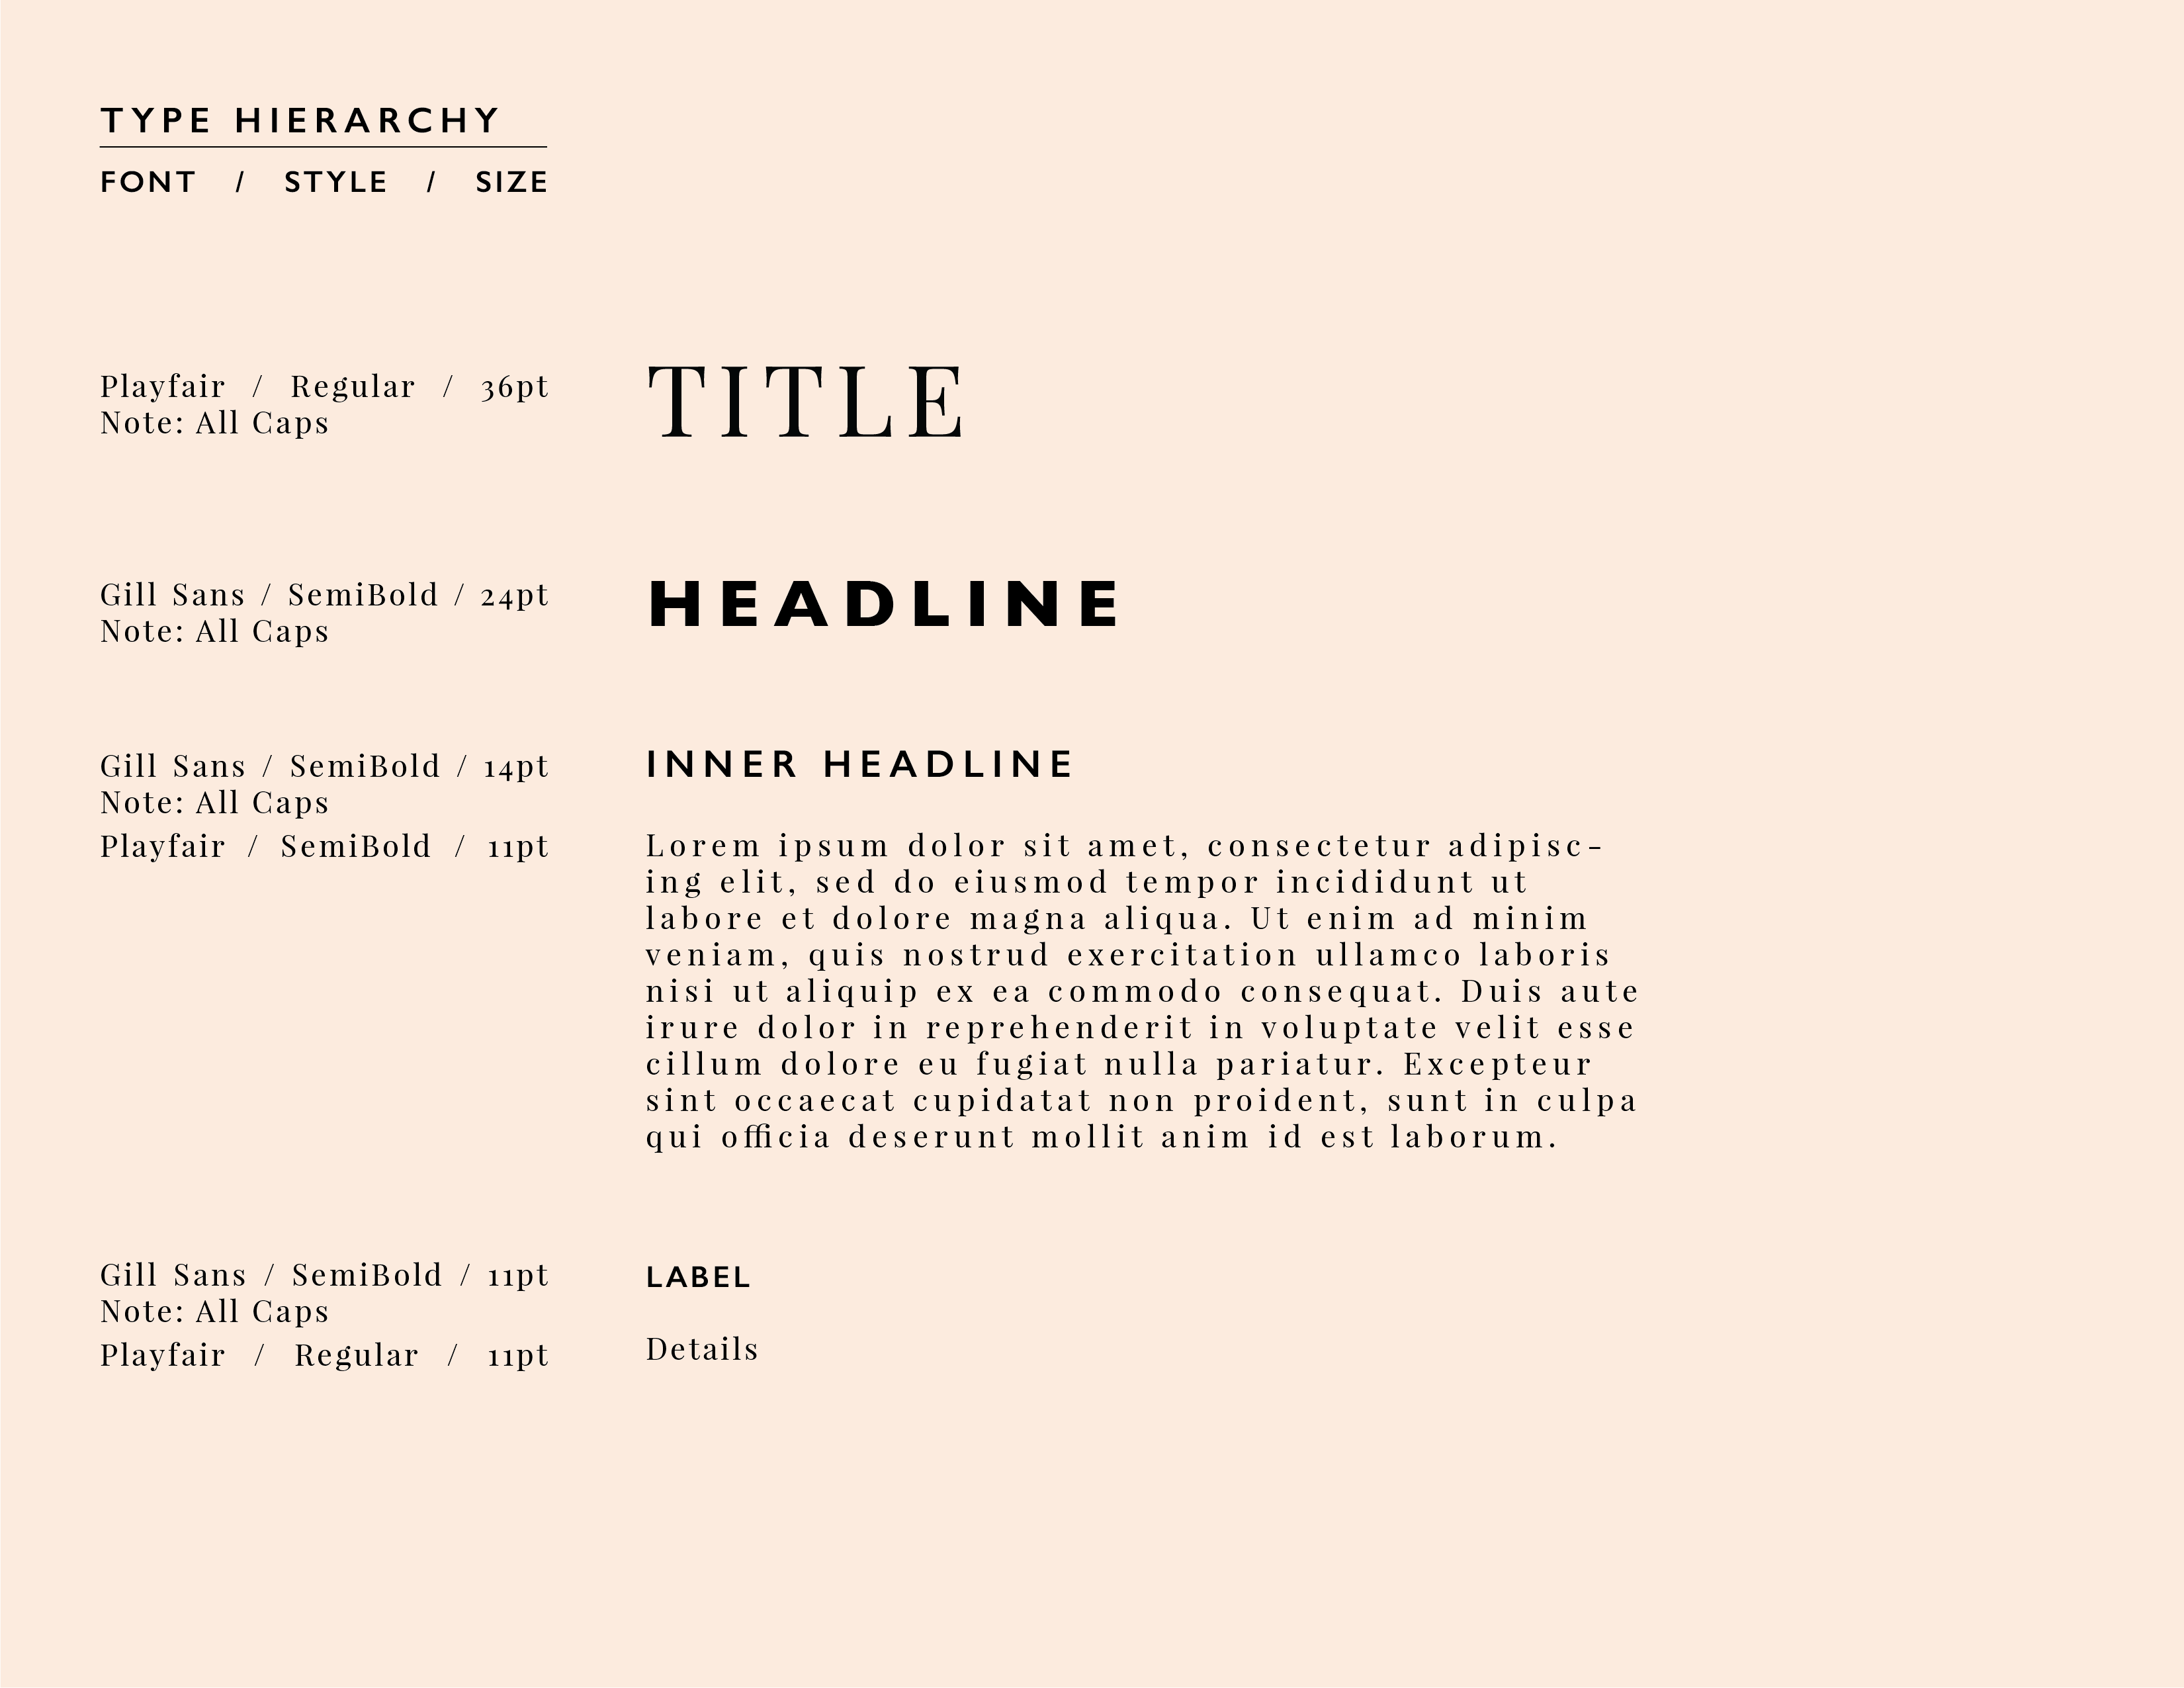 TYPE HIERARCHY
FONT / STYLE / SIZE
Playfair / Regular / 36pt
Note: All Caps
TITLE
Gill Sans / SemiBold / 24pt
Note: All Caps
HEADLINE
Gill Sans / SemiBold / 14pt
Note: All Caps
INNER HEADLINE
Playfair / SemiBold / 11pt
Lorem ipsum dolor sit amet, consectetur adipisc-
ing elit, sed do eiusmod tempor incididunt ut
labore et dolore magna aliqua. Ut enim ad minim
veniam, quis nostrud exercitation ullamco laboris
nisi ut aliquip ex ea commodo consequat. Duis aute
irure dolor in reprehenderit in voluptate velit esse
cillum dolore eu fugiat nulla pariatur. Excepteur
sint occaecat cupidatat non proident, sunt in culpa
qui officia deserunt mollit anim id est laborum.
Gill Sans / SemiBold / 11pt
Note: All Caps
LABEL
Playfair / Regular / 11pt
Details